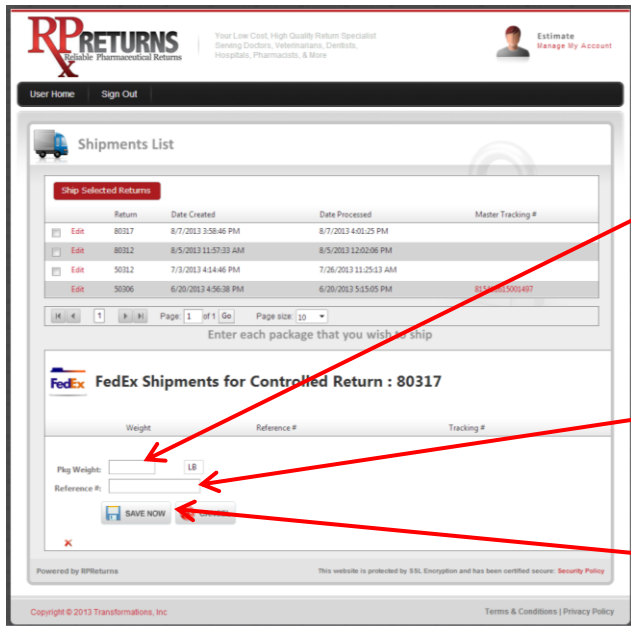 RPRETURNS
Reliable Pharmaceutical Returns
X
Your Low Cost, High Quality Return Specialist
Serving Doctors, Veterinarians, Dentists,
Hospitals, Pharmacists, & More
Estimate
Manage My Account
User Home Sign Out
Shipments List
Ship Selected Returns
Return Date Created Date Processed Master Tracking #
Edit 80317 8/7/2013 3:58:46 PM 8/7/2013 4:01:25 PM
Edit 80312 8/5/2013 11:57:33 AM 8/5/2013 12:02:06 PM
Edit 50312 7/3/2013 4:14:46 PM 7/26/2013 11:25:13 AM
Edit 50306 6/20/2013 4:56:38 PM 6/20/2013 5:15:05 PM
1 Page: 1 of 1 Go Page size: 10
Enter each package that you wish to ship
FedEx FedEx Shipments for Controlled Return : 80317
Weight Reference # Tracking #
Pkg Weight: LB
Reference #:
SAVE NOW CANCEL
Powered by RPReturns This website is protected by SSL Encryption and has been certified secure: Security Policy
Copyright © 2013 Transformations, Inc Terms & Conditions | Privacy Policy